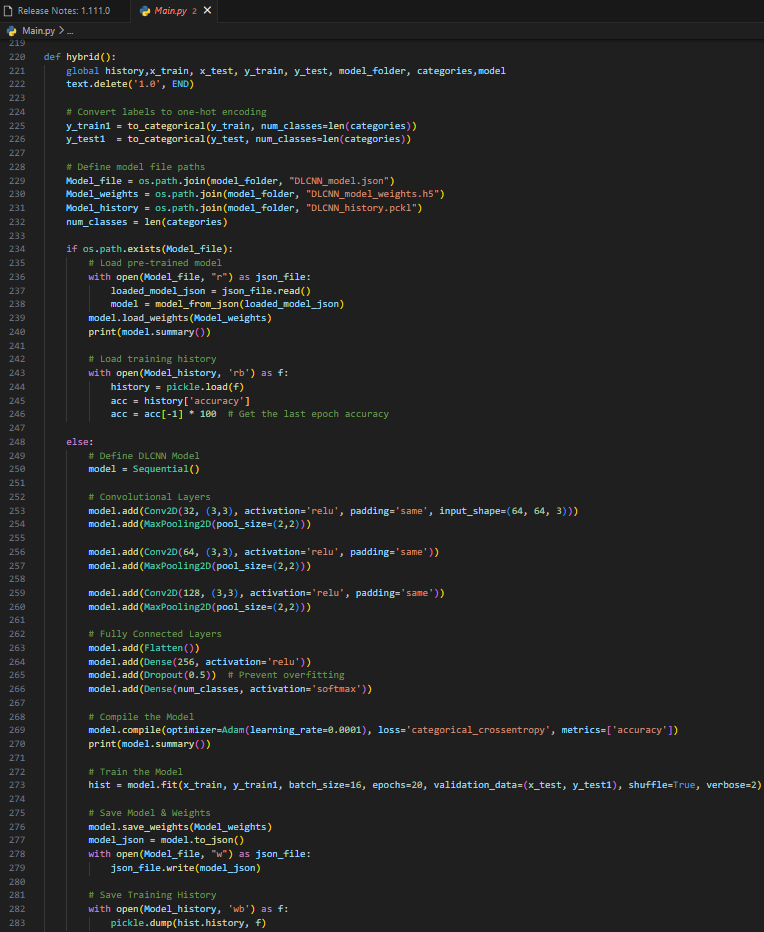 Release Notes: 1.111.0
Main.py 2 ×
Main.py > ...
219
220 def hybrid():
221     global history,x_train, x_test, y_train, y_test, model_folder, categories,model
222     text.delete('1.0', END)
223
224     # Convert labels to one-hot encoding
225     y_train1 = to_categorical(y_train, num_classes=len(categories))
226     y_test1  = to_categorical(y_test, num_classes=len(categories))
227
228     # Define model file paths
229     Model_file = os.path.join(model_folder, "DLCNN_model.json")
230     Model_weights = os.path.join(model_folder, "DLCNN_model_weights.h5")
231     Model_history = os.path.join(model_folder, "DLCNN_history.pckl")
232     num_classes = len(categories)
233
234     if os.path.exists(Model_file):
235         # Load pre-trained model
236         with open(Model_file, "r") as json_file:
237             loaded_model_json = json_file.read()
238             model = model_from_json(loaded_model_json)
239         model.load_weights(Model_weights)
240         print(model.summary())
241
242         # Load training history
243         with open(Model_history, 'rb') as f:
244             history = pickle.load(f)
245             acc = history['accuracy']
246             acc = acc[-1] * 100  # Get the last epoch accuracy
247
248     else:
249         # Define DLCNN Model
250         model = Sequential()
251
252         # Convolutional Layers
253         model.add(Conv2D(32, (3,3), activation='relu', padding='same', input_shape=(64, 64, 3)))
254         model.add(MaxPooling2D(pool_size=(2,2)))
255
256         model.add(Conv2D(64, (3,3), activation='relu', padding='same'))
257         model.add(MaxPooling2D(pool_size=(2,2)))
258
259         model.add(Conv2D(128, (3,3), activation='relu', padding='same'))
260         model.add(MaxPooling2D(pool_size=(2,2)))
261
262         # Fully Connected Layers
263         model.add(Flatten())
264         model.add(Dense(256, activation='relu'))
265         model.add(Dropout(0.5))  # Prevent overfitting
266         model.add(Dense(num_classes, activation='softmax'))
267
268         # Compile the Model
269         model.compile(optimizer=Adam(learning_rate=0.0001), loss='categorical_crossentropy', metrics=['accuracy'])
270         print(model.summary())
271
272         # Train the Model
273         hist = model.fit(x_train, y_train1, batch_size=16, epochs=20, validation_data=(x_test, y_test1), shuffle=True, verbose=2)
274
275         # Save Model & Weights
276         model.save_weights(Model_weights)
277         model_json = model.to_json()
278         with open(Model_file, "w") as json_file:
279             json_file.write(model_json)
280
281         # Save Training History
282         with open(Model_history, 'wb') as f:
283             pickle.dump(hist.history, f)